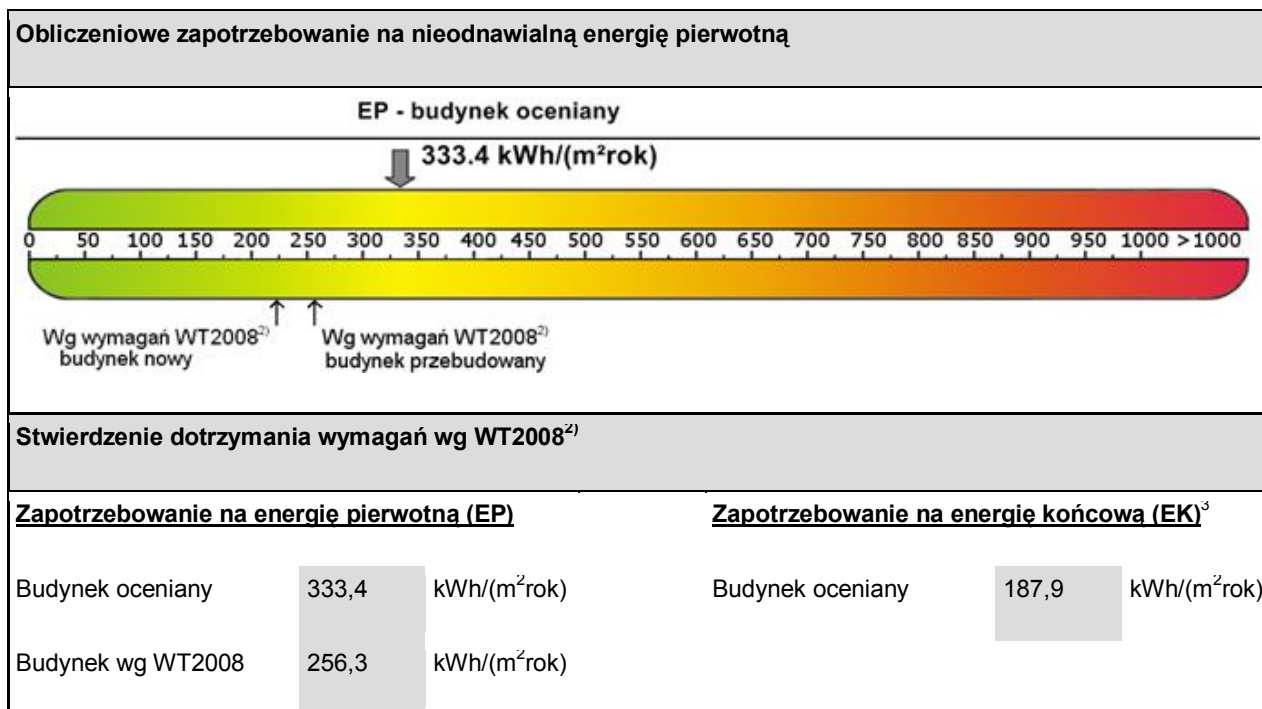 Obliczeniowe zapotrzebowanie na nieodnawialną energię pierwotną
EP - budynek oceniany
333.4 kWh/(m²rok)
0 50 100 150 200 250 300 350 400 450 500 550 600 650 700 750 800 850 900 950 1000 >1000
Wg wymagań WT2008²⁾ budynek nowy
Wg wymagań WT2008²⁾ budynek przebudowany
Stwierdzenie dotrzymania wymagań wg WT2008²⁾
Zapotrzebowanie na energię pierwotną (EP) Zapotrzebowanie na energię końcową (EK)³
Budynek oceniany 333,4 kWh/(m²rok) Budynek oceniany 187,9 kWh/(m²rok)
Budynek wg WT2008 256,3 kWh/(m²rok)